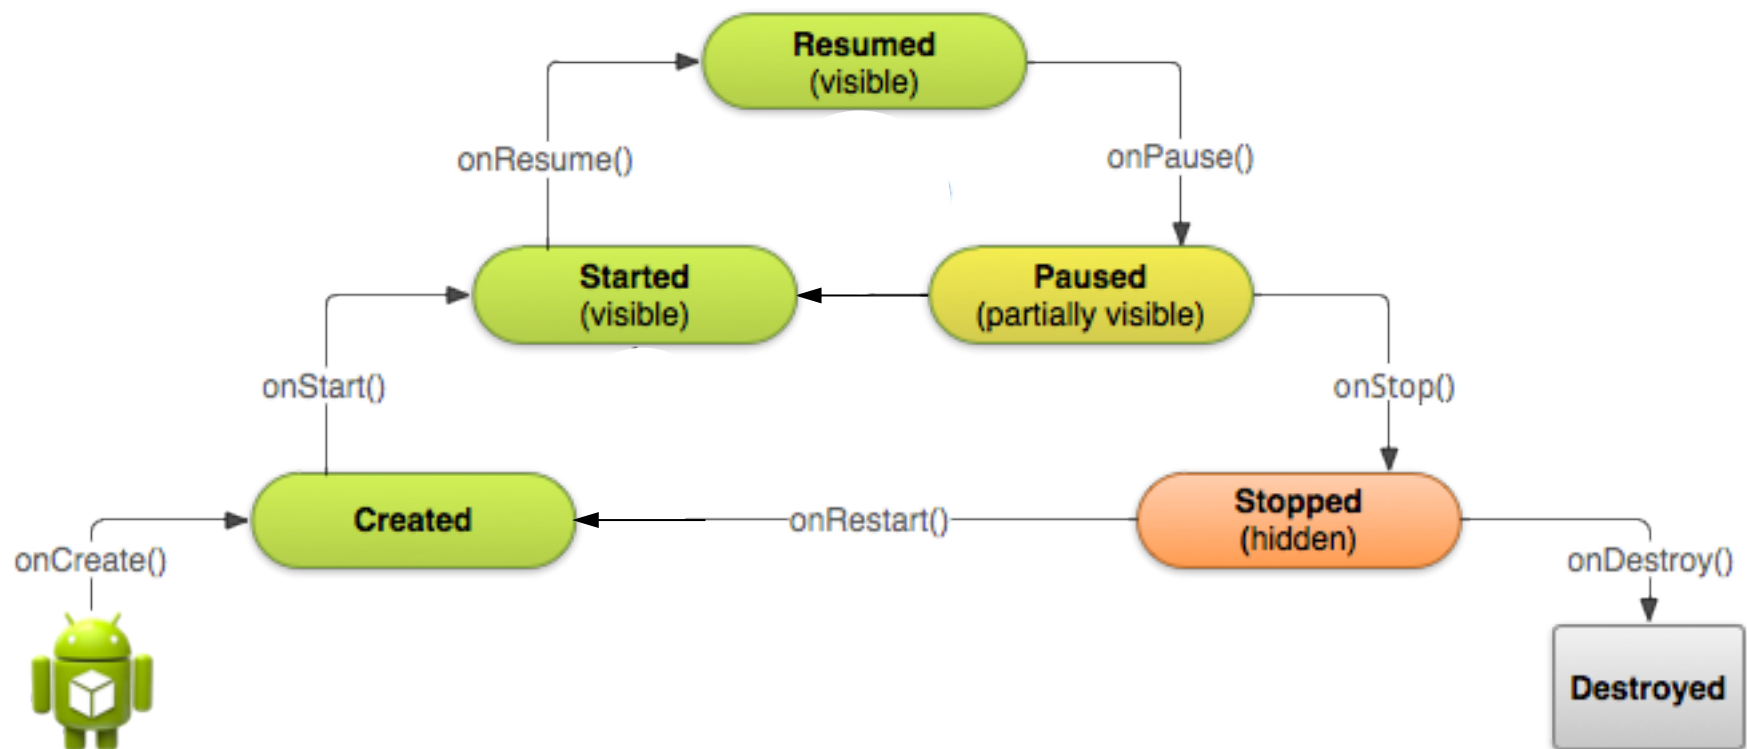 Resumed
(visible)
onResume()
onPause()
Started
(visible)
Paused
(partially visible)
onStart()
onStop()
Created
onRestart()
Stopped
(hidden)
onCreate()
onDestroy()
Destroyed